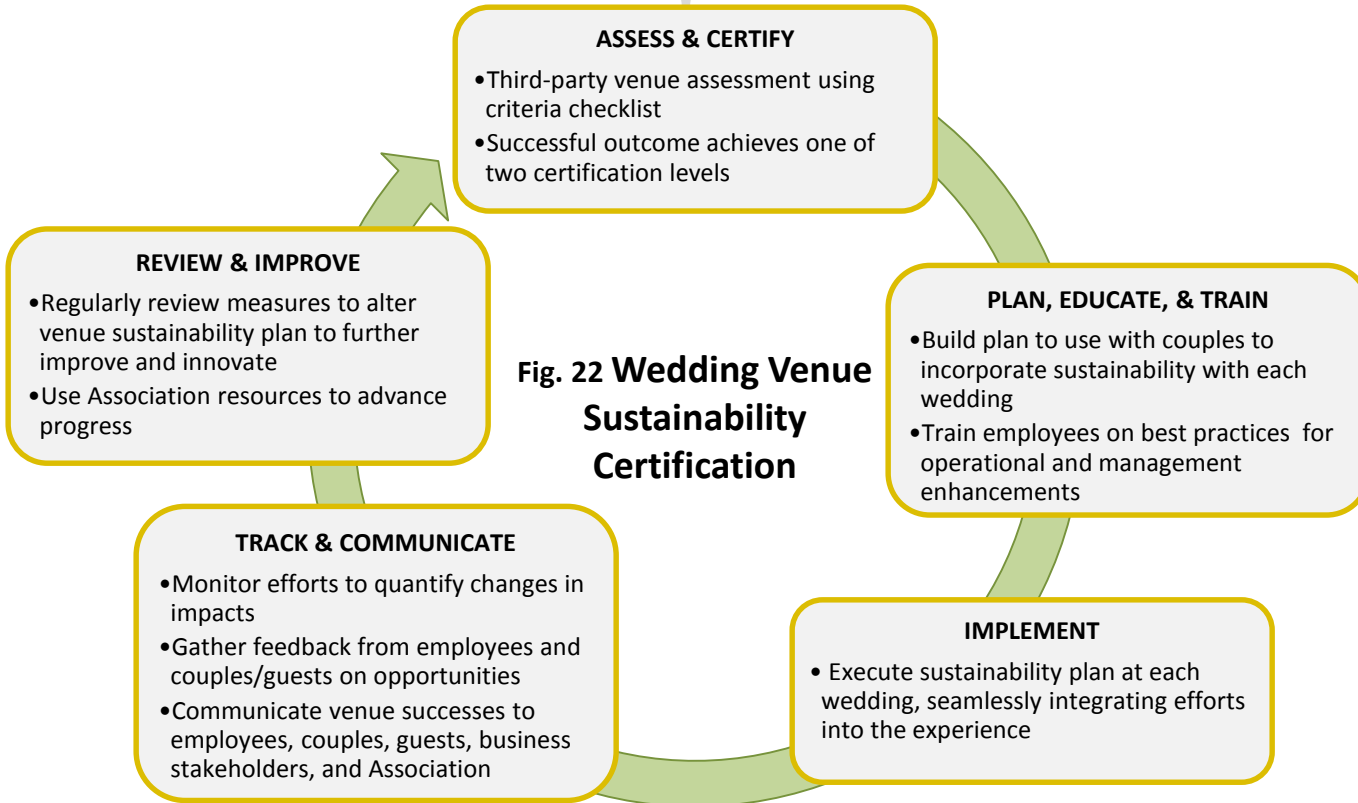 ASSESS & CERTIFY
•Third-party venue assessment using
criteria checklist
•Successful outcome achieves one of
two certification levels
PLAN, EDUCATE, & TRAIN
•Build plan to use with couples to
incorporate sustainability with each
wedding
•Train employees on best practices for
operational and management
enhancements
IMPLEMENT
• Execute sustainability plan at each
wedding, seamlessly integrating efforts
into the experience
TRACK & COMMUNICATE
•Monitor efforts to quantify changes in
impacts
•Gather feedback from employees and
couples/guests on opportunities
•Communicate venue successes to
employees, couples, guests, business
stakeholders, and Association
REVIEW & IMPROVE
•Regularly review measures to alter
venue sustainability plan to further
improve and innovate
•Use Association resources to advance
progress
Fig. 22 Wedding Venue
Sustainability
Certification